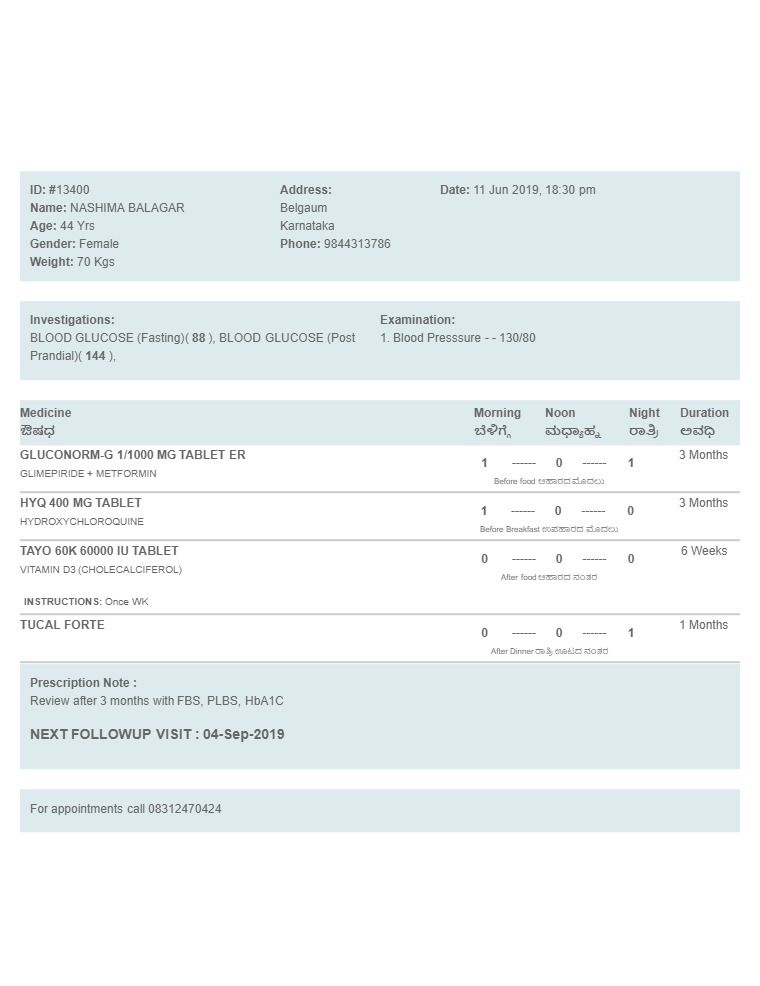 ID: #13400
Name: NASHIMA BALAGAR
Age: 44 Yrs
Gender: Female
Weight: 70 Kgs
Address:
Belgaum
Karnataka
Phone: 9844313786
Date: 11 Jun 2019, 18:30 pm
Investigations:
BLOOD GLUCOSE (Fasting)( 88 ), BLOOD GLUCOSE (Post
Prandial)( 144 ),
Examination:
1. Blood Presssure - - 130/80
Medicine Morning Noon Night Duration
ಔಷಧ ಬೆಳಿಗ್ಗೆ ಮಧ್ಯಾಹ್ನ ರಾತ್ರಿ ಅವಧಿ
GLUCONORM-G 1/1000 MG TABLET ER 1 ------ 0 ------ 1 3 Months
GLIMEPIRIDE + METFORMIN
Before food ಆಹಾರದ ಮೊದಲು
HYQ 400 MG TABLET 1 ------ 0 ------ 0 3 Months
HYDROXYCHLOROQUINE
Before Breakfast ಉಪಹಾರದ ಮೊದಲು
TAYO 60K 60000 IU TABLET 0 ------ 0 ------ 0 6 Weeks
VITAMIN D3 (CHOLECALCIFEROL)
After food ಆಹಾರದ ನಂತರ
INSTRUCTIONS: Once WK
TUCAL FORTE 0 ------ 0 ------ 1 1 Months
After Dinner ರಾತ್ರಿ ಊಟದ ನಂತರ
Prescription Note :
Review after 3 months with FBS, PLBS, HbA1C
NEXT FOLLOWUP VISIT : 04-Sep-2019
For appointments call 08312470424